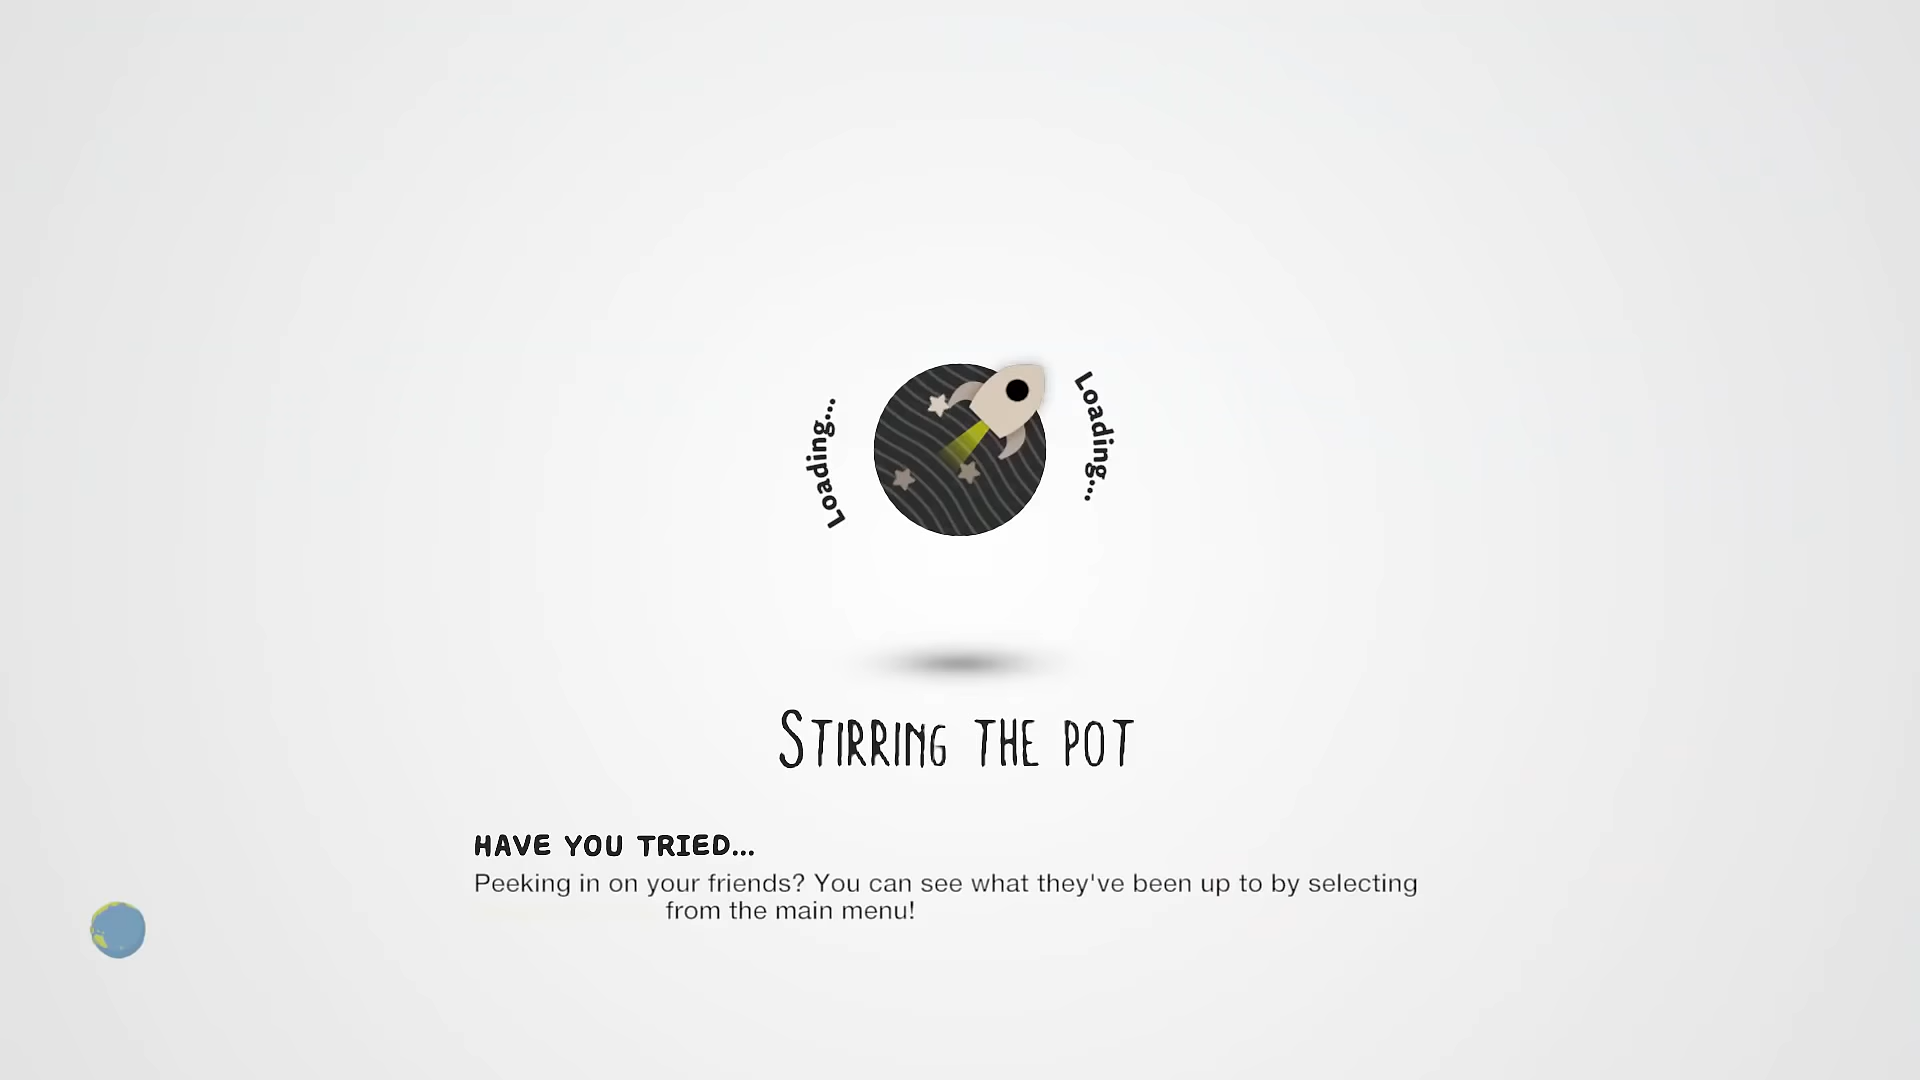 Loading...
Loading...
Stirring the pot
HAVE YOU TRIED...
Peeking in on your friends? You can see what they've been up to by selecting
from the main menu!